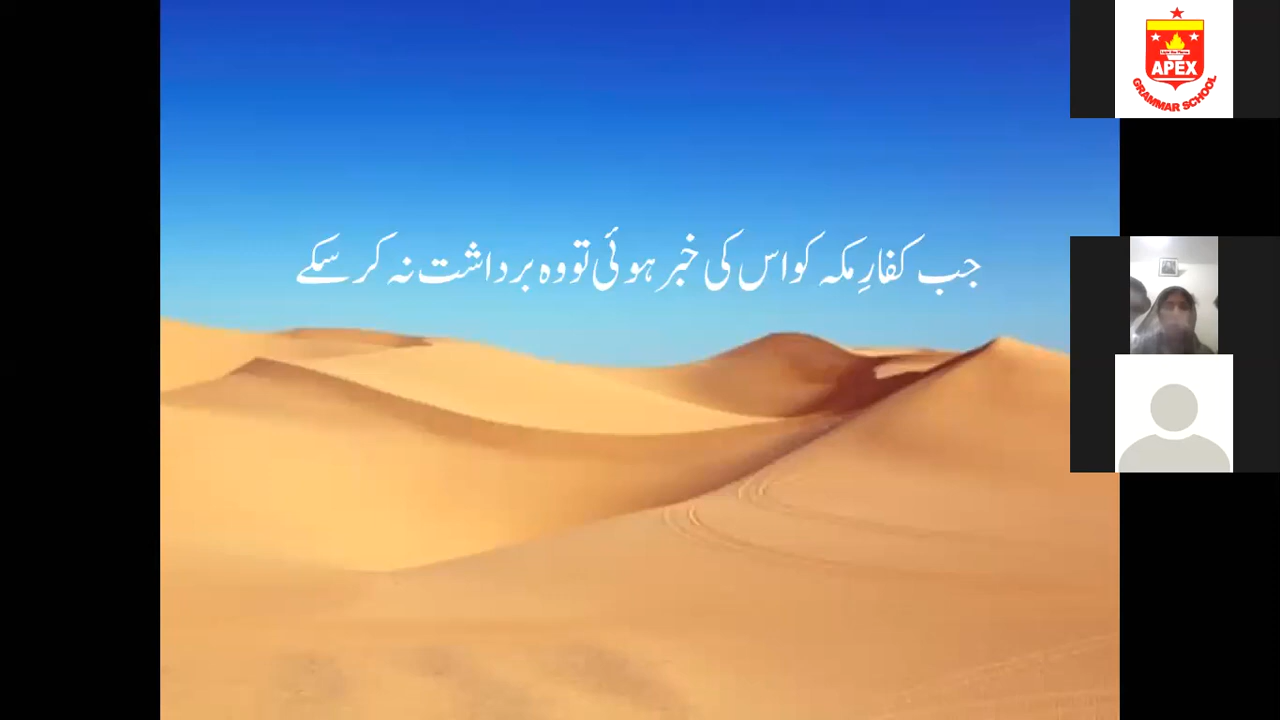 APEX
GRAMMAR SCHOOL
جب کفارِ مکہ کو اس کی خبر ہوئی تو وہ برداشت نہ کر سکے